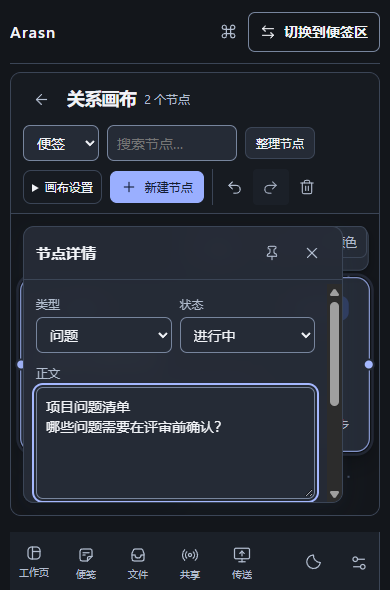 Arasn
切换到便签区
关系画布 2 个节点
便签
搜索节点...
整理节点
画布设置
新建节点
颜色
节点详情
类型
状态
问题
进行中
正文
项目问题清单
哪些问题需要在评审前确认?
工作页
便笺
文件
共享
传送